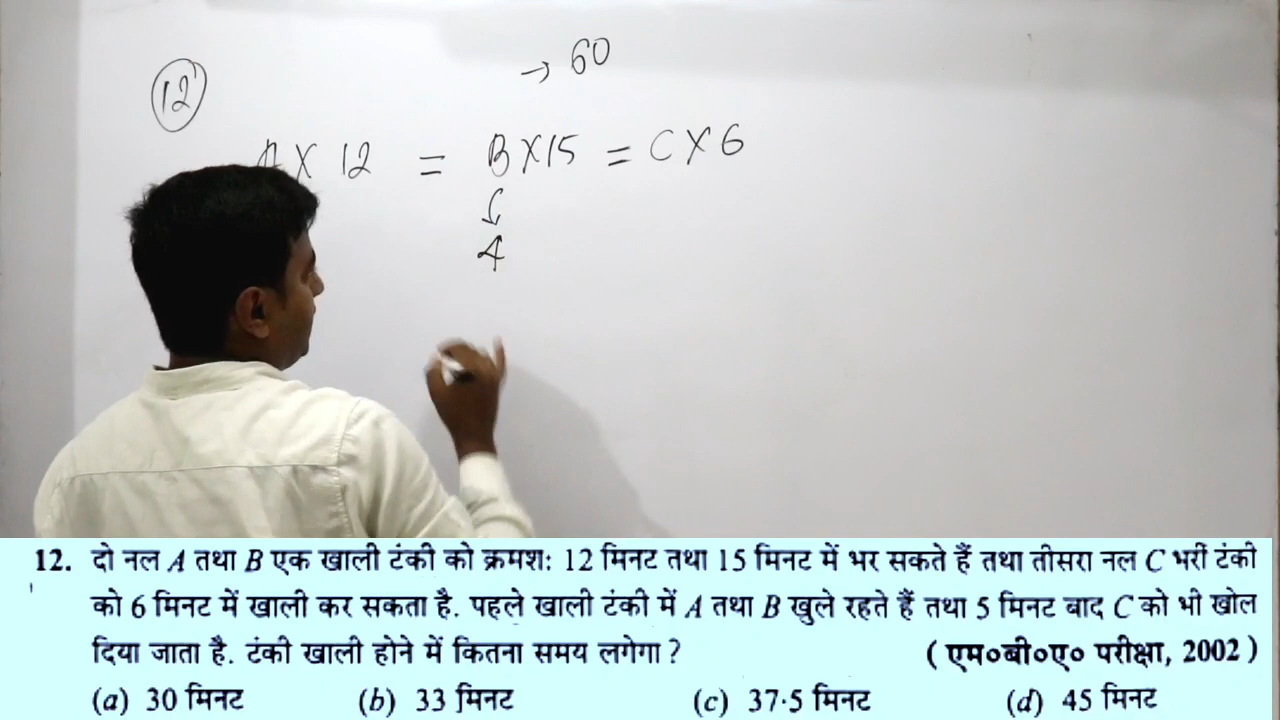 → 60
12
A X 12 = B X 15 = C X 6
4
12. दो नल A तथा B एक खाली टंकी को क्रमश: 12 मिनट तथा 15 मिनट में भर सकते हैं तथा तीसरा नल C भरी टंकी
को 6 मिनट में खाली कर सकता है. पहले खाली टंकी में A तथा B खुले रहते हैं तथा 5 मिनट बाद C को भी खोल
दिया जाता है. टंकी खाली होने में कितना समय लगेगा ? ( एम०बी०ए० परीक्षा, 2002 )
(a) 30 मिनट (b) 33 मिनट (c) 37·5 मिनट (d) 45 मिनट